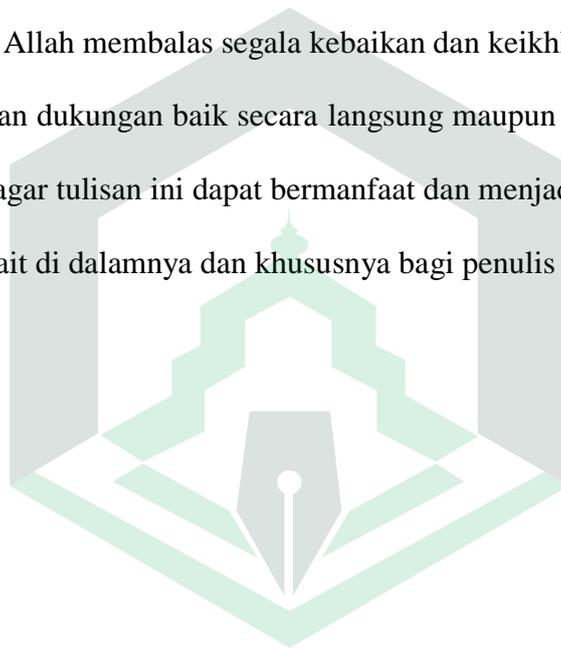 Allah membalas segala kebaikan dan keikh
an dukungan baik secara langsung maupun
agar tulisan ini dapat bermanfaat dan menjad
ait di dalamnya dan khususnya bagi penulis